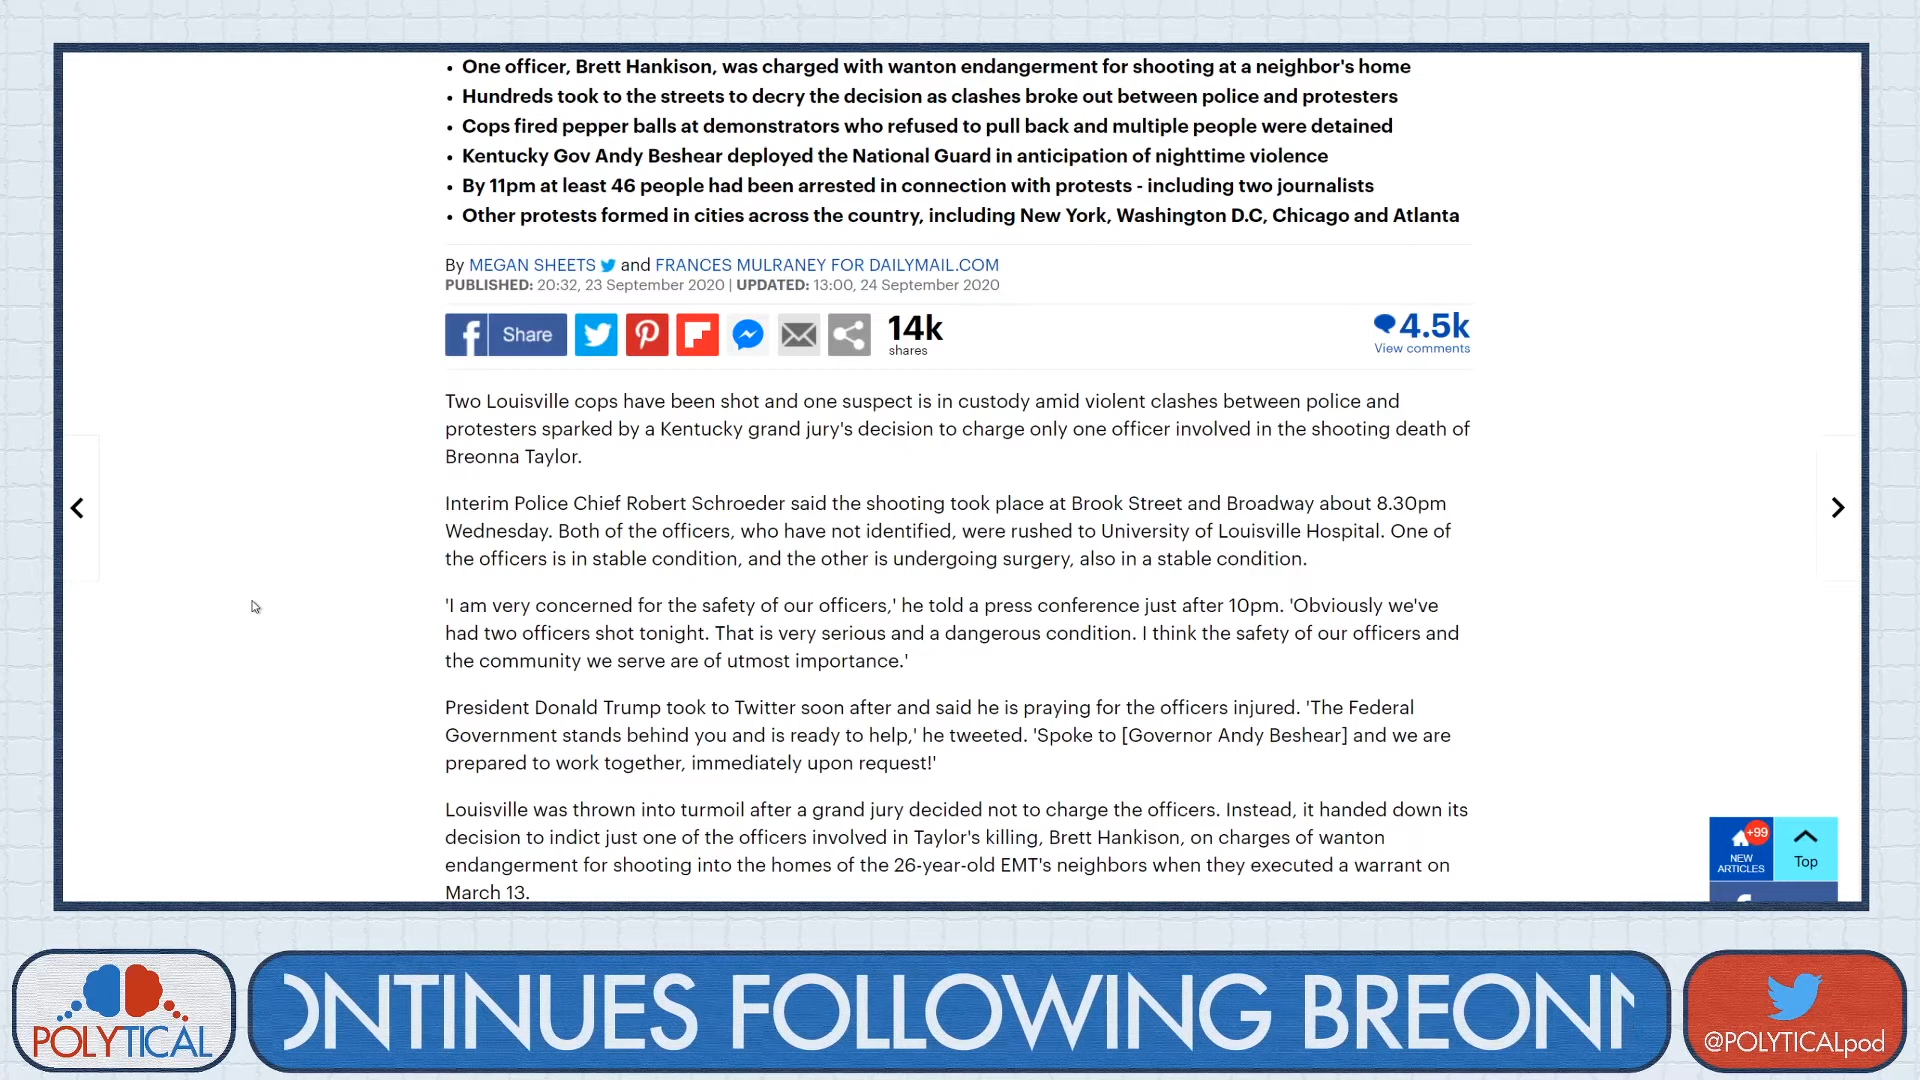 • One officer, Brett Hankison, was charged with wanton endangerment for shooting at a neighbor's home
• Hundreds took to the streets to decry the decision as clashes broke out between police and protesters
• Cops fired pepper balls at demonstrators who refused to pull back and multiple people were detained
• Kentucky Gov Andy Beshear deployed the National Guard in anticipation of nighttime violence
• By 11pm at least 46 people had been arrested in connection with protests - including two journalists
• Other protests formed in cities across the country, including New York, Washington D.C, Chicago and Atlanta
By MEGAN SHEETS and FRANCES MULRANEY FOR DAILYMAIL.COM
PUBLISHED: 20:32, 23 September 2020 | UPDATED: 13:00, 24 September 2020
Share
14k
shares
4.5k
View comments
Two Louisville cops have been shot and one suspect is in custody amid violent clashes between police and
protesters sparked by a Kentucky grand jury's decision to charge only one officer involved in the shooting death of
Breonna Taylor.
Interim Police Chief Robert Schroeder said the shooting took place at Brook Street and Broadway about 8.30pm
Wednesday. Both of the officers, who have not identified, were rushed to University of Louisville Hospital. One of
the officers is in stable condition, and the other is undergoing surgery, also in a stable condition.
'I am very concerned for the safety of our officers,' he told a press conference just after 10pm. 'Obviously we've
had two officers shot tonight. That is very serious and a dangerous condition. I think the safety of our officers and
the community we serve are of utmost importance.'
President Donald Trump took to Twitter soon after and said he is praying for the officers injured. 'The Federal
Government stands behind you and is ready to help,' he tweeted. 'Spoke to [Governor Andy Beshear] and we are
prepared to work together, immediately upon request!'
Louisville was thrown into turmoil after a grand jury decided not to charge the officers. Instead, it handed down its
decision to indict just one of the officers involved in Taylor's killing, Brett Hankison, on charges of wanton
endangerment for shooting into the homes of the 26-year-old EMT's neighbors when they executed a warrant on
March 13.
+99
NEW
ARTICLES
Top
POLYTICAL
ONTINUES FOLLOWING BREONN
@POLYTICALpod